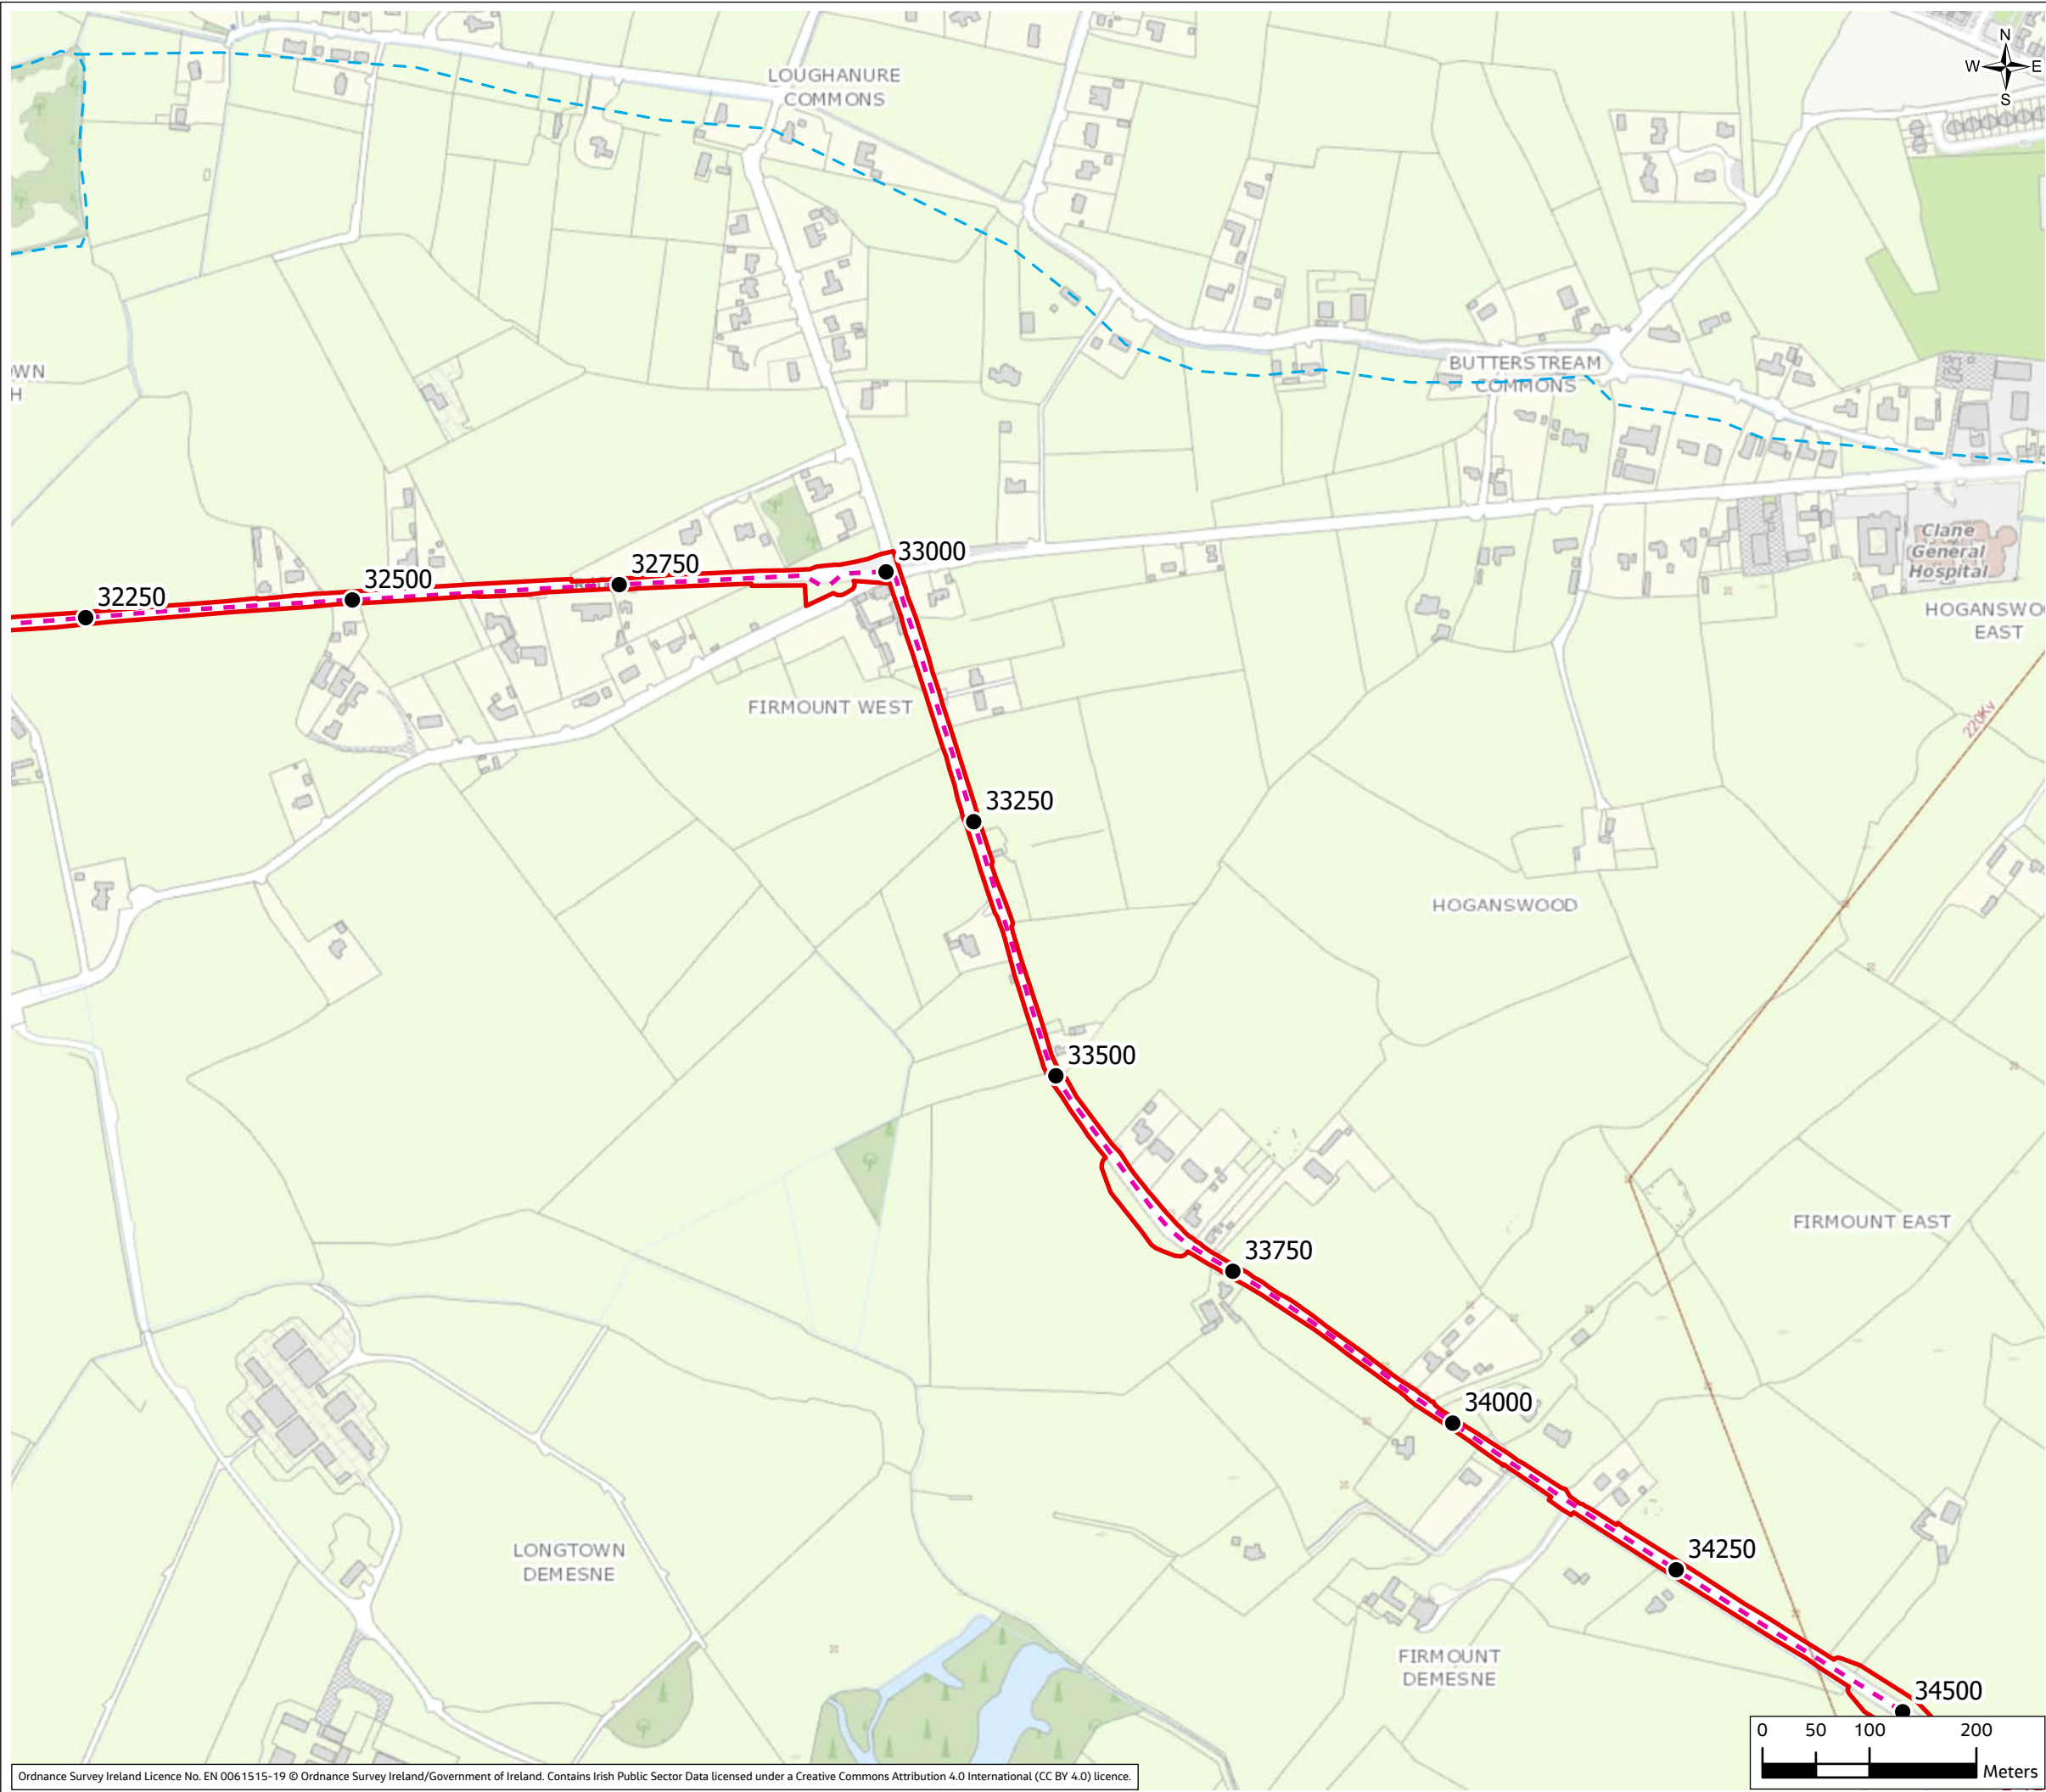 N
W E
S
LOUGHANURE
COMMONS
OWN
H
BUTTERSTREAM
COMMONS
Clane
General
Hospital
33000
32750
32500
32250
HOGANSWO
EAST
FIRMOUNT WEST
220Kv
33250
HOGANSWOOD
33500
FIRMOUNT EAST
33750
34000
34250
LONGTOWN
DEMESNE
FIRMOUNT
DEMESNE
34500
0 50 100 200
Meters
Ordnance Survey Ireland Licence No. EN 0061515-19 © Ordnance Survey Ireland/Government of Ireland. Contains Irish Public Sector Data licensed under a Creative Commons Attribution 4.0 International (CC BY 4.0) licence.